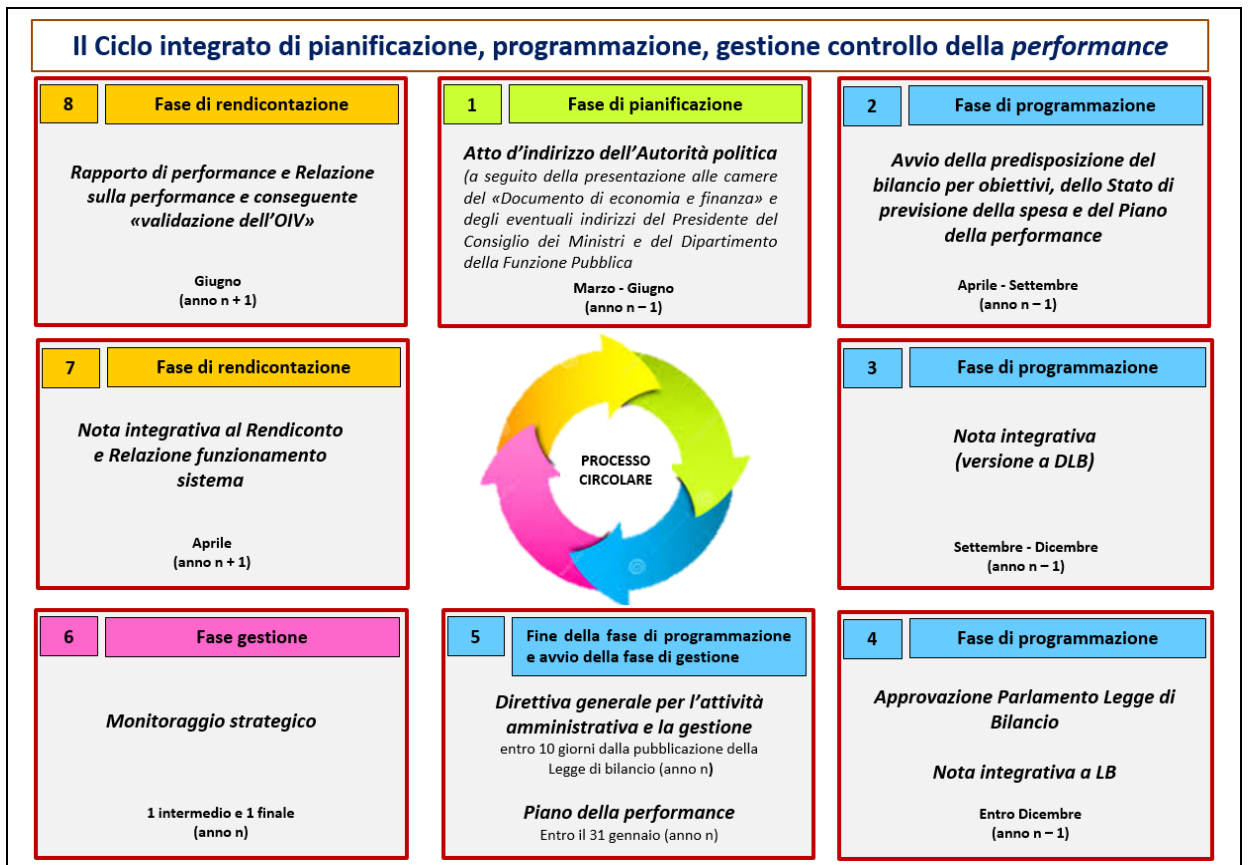 Il Ciclo integrato di pianificazione, programmazione, gestione controllo della performance
8
Fase di rendicontazione
Rapporto di performance e Relazione
sulla performance e conseguente
«validazione dell’OIV»
Giugno
(anno n + 1)
1
Fase di pianificazione
Atto d’indirizzo dell’Autorità politica
(a seguito della presentazione alle camere
del «Documento di economia e finanza» e
degli eventuali indirizzi del Presidente del
Consiglio dei Ministri e del Dipartimento
della Funzione Pubblica
Marzo - Giugno
(anno n – 1)
2
Fase di programmazione
Avvio della predisposizione del
bilancio per obiettivi, dello Stato di
previsione della spesa e del Piano
della performance
Aprile - Settembre
(anno n – 1)
7
Fase di rendicontazione
Nota integrativa al Rendiconto
e Relazione funzionamento
sistema
Aprile
(anno n + 1)
PROCESSO
CIRCOLARE
3
Fase di programmazione
Nota integrativa
(versione a DLB)
Settembre - Dicembre
(anno n – 1)
6
Fase gestione
Monitoraggio strategico
1 intermedio e 1 finale
(anno n)
5
Fine della fase di programmazione
e avvio della fase di gestione
Direttiva generale per l’attività
amministrativa e la gestione
entro 10 giorni dalla pubblicazione della
Legge di bilancio (anno n)
Piano della performance
Entro il 31 gennaio (anno n)
4
Fase di programmazione
Approvazione Parlamento Legge di
Bilancio
Nota integrativa a LB
Entro Dicembre
(anno n – 1)